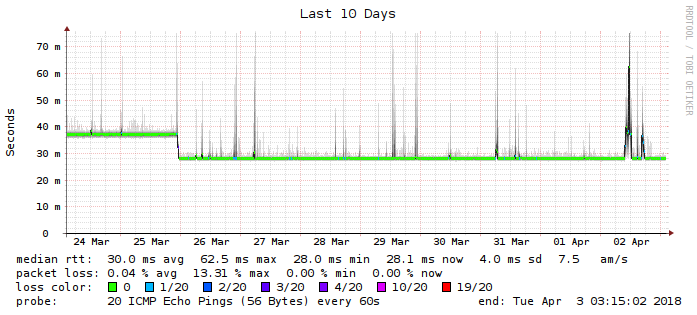 Last 10 Days
RRDTOOL / TOBI OETIKER
Seconds
70 m
60 m
50 m
40 m
30 m
20 m
10 m
0
24 Mar 25 Mar 26 Mar 27 Mar 28 Mar 29 Mar 30 Mar 31 Mar 01 Apr 02 Apr
median rtt: 30.0 ms avg 62.5 ms max 28.0 ms min 28.1 ms now 4.0 ms sd 7.5 am/s
packet loss: 0.04 % avg 13.31 % max 0.00 % min 0.00 % now
loss color: 0 1/20 2/20 3/20 4/20 10/20 19/20
probe: 20 ICMP Echo Pings (56 Bytes) every 60s end: Tue Apr 3 03:15:02 2018